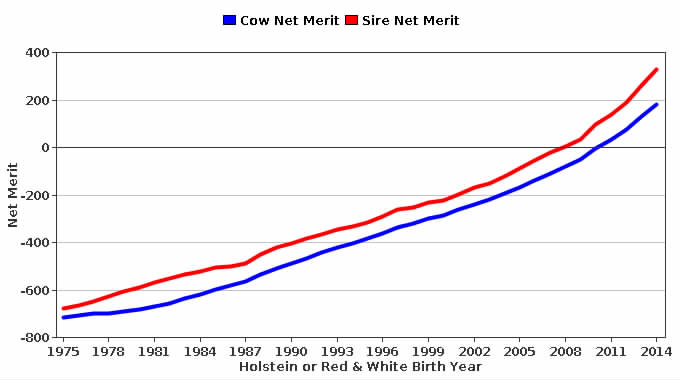 Cow Net Merit Sire Net Merit
400
200
0
-200
-400
-600
-800
Net Merit
1975 1978 1981 1984 1987 1990 1993 1996 1999 2002 2005 2008 2011 2014
Holstein or Red & White Birth Year